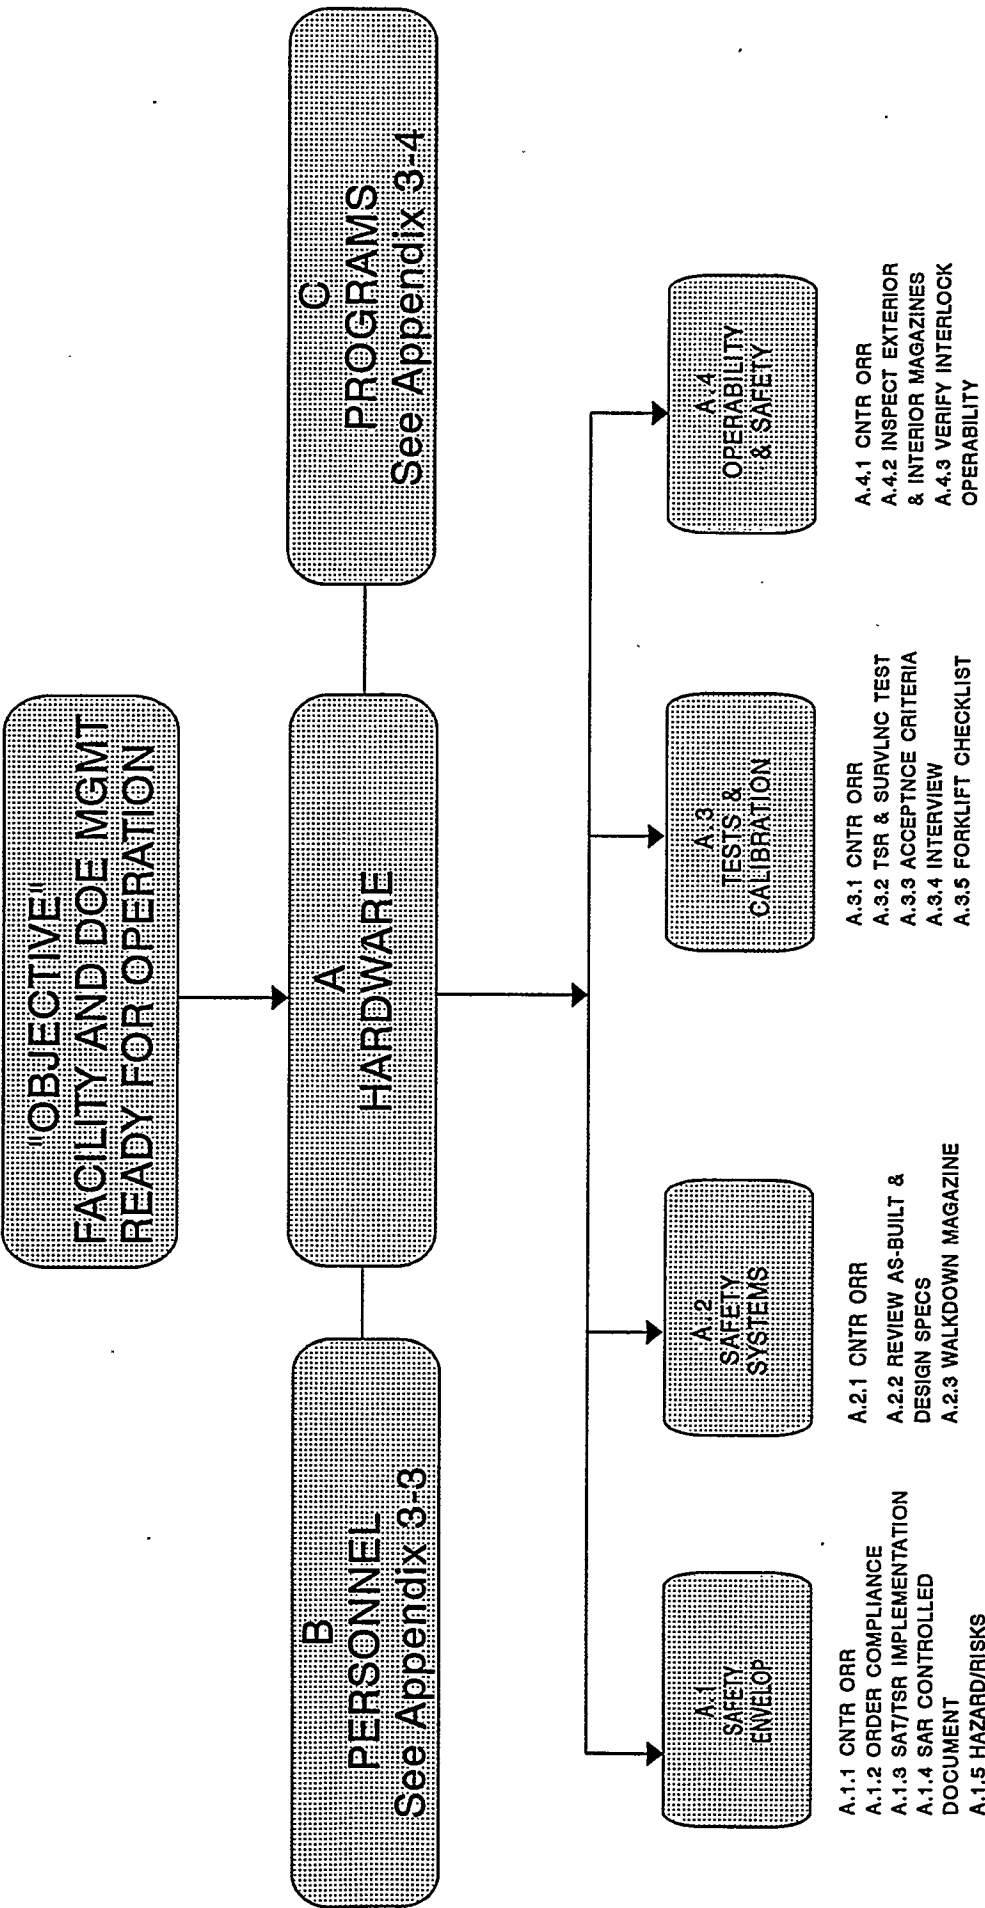 "OBJECTIVE"
FACILITY AND DOE MGMT
READY FOR OPERATION
B
PERSONNEL
See Appendix 3-3
A
HARDWARE
C
PROGRAMS
See Appendix 3-4
A.1
SAFETY
ENVELOP
A.1.1 CNTR ORR
A.1.2 ORDER COMPLIANCE
A.1.3 SAT/TSR IMPLEMENTATION
A.1.4 SAR CONTROLLED
DOCUMENT
A.1.5 HAZARD/RISKS
A.2
SAFETY
SYSTEMS
A.2.1 CNTR ORR
A.2.2 REVIEW AS-BUILT &
DESIGN SPECS
A.2.3 WALKDOWN MAGAZINE
A.3
TESTS &
CALIBRATION
A.3.1 CNTR ORR
A.3.2 TSR & SURVLNC TEST
A.3.3 ACCEPTNCE CRITERIA
A.3.4 INTERVIEW
A.3.5 FORKLIFT CHECKLIST
A.4
OPERABILITY
& SAFETY
A.4.1 CNTR ORR
A.4.2 INSPECT EXTERIOR
& INTERIOR MAGAZINES
A.4.3 VERIFY INTERLOCK
OPERABILITY